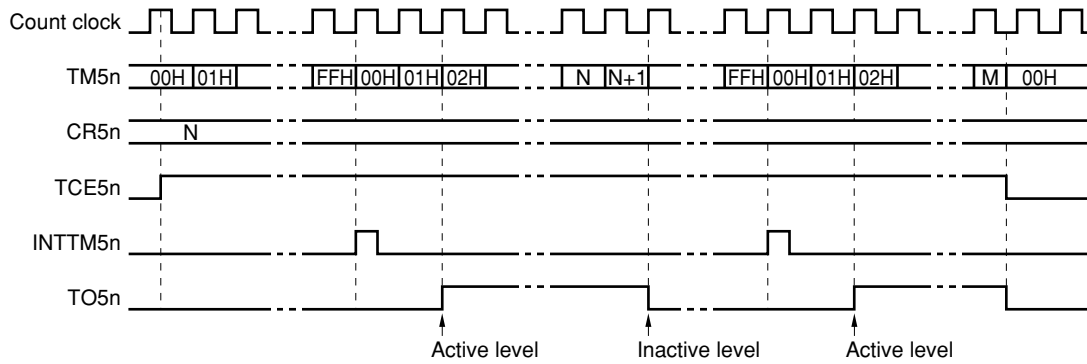 Count clock
TM5n 00H 01H FFH 00H 01H 02H N N+1 FFH 00H 01H 02H M 00H
CR5n N
TCE5n
INTTM5n
TO5n
Active level Inactive level Active level